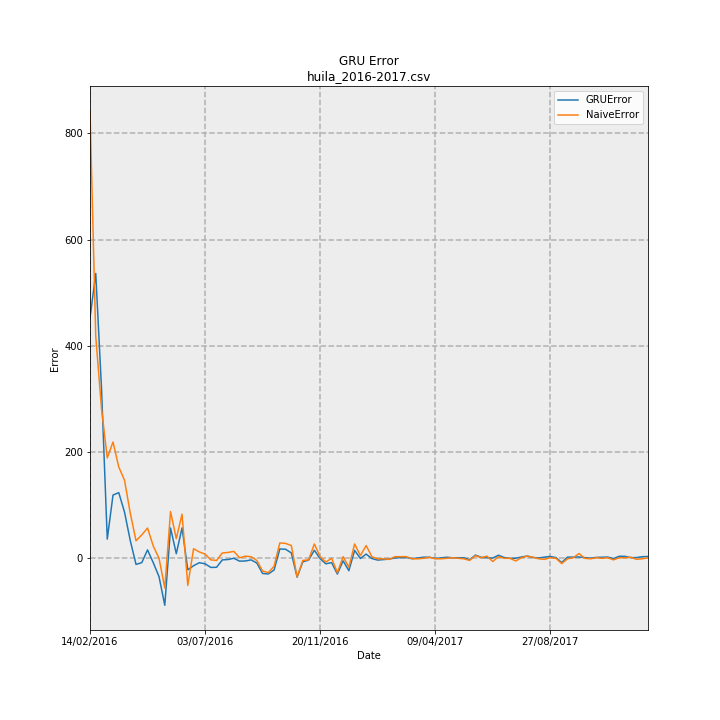 GRU Error
huila_2016-2017.csv
GRUError
NaiveError
800
600
400
200
0
Error
14/02/2016 03/07/2016 20/11/2016 09/04/2017 27/08/2017
Date